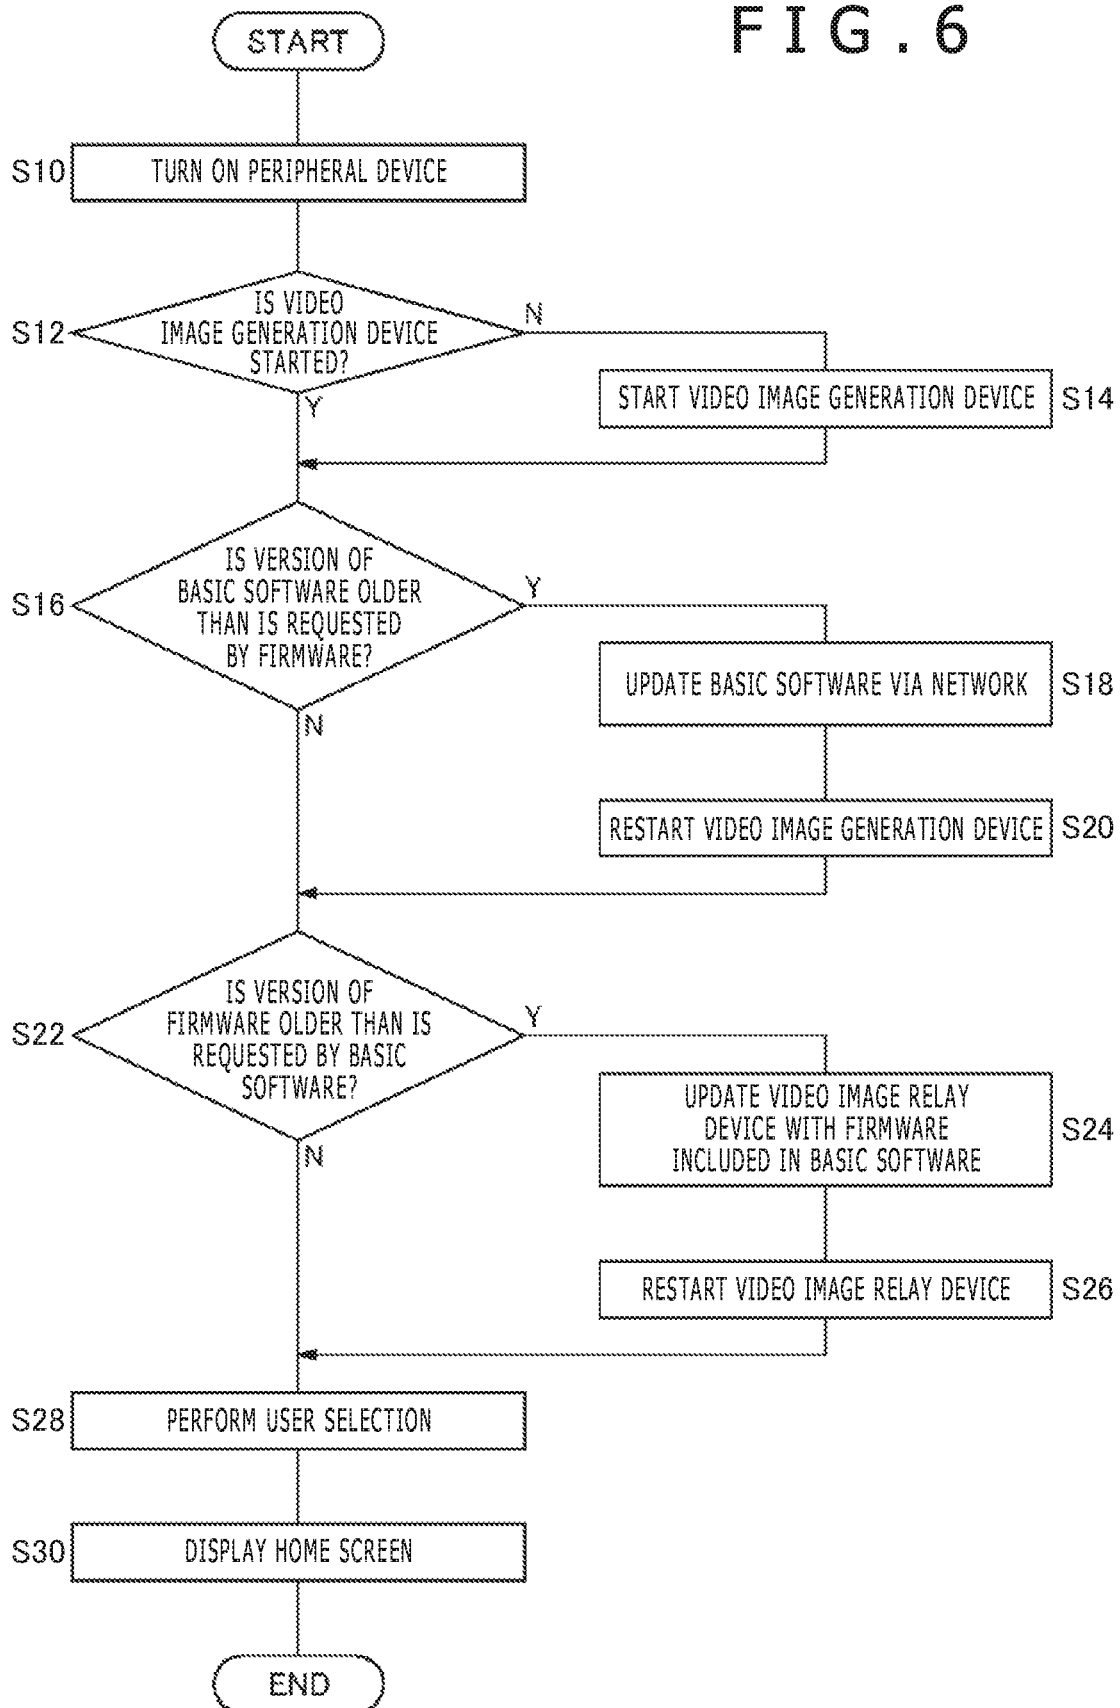 FIG.6
START
S10
TURN ON PERIPHERAL DEVICE
S12
IS VIDEO
IMAGE GENERATION DEVICE
STARTED?
N
Y
START VIDEO IMAGE GENERATION DEVICE
S14
S16
IS VERSION OF
BASIC SOFTWARE OLDER
THAN IS REQUESTED
BY FIRMWARE?
Y
N
UPDATE BASIC SOFTWARE VIA NETWORK
S18
RESTART VIDEO IMAGE GENERATION DEVICE
S20
S22
IS VERSION OF
FIRMWARE OLDER THAN IS
REQUESTED BY BASIC
SOFTWARE?
Y
N
UPDATE VIDEO IMAGE RELAY
DEVICE WITH FIRMWARE
INCLUDED IN BASIC SOFTWARE
S24
RESTART VIDEO IMAGE RELAY DEVICE
S26
S28
PERFORM USER SELECTION
S30
DISPLAY HOME SCREEN
END